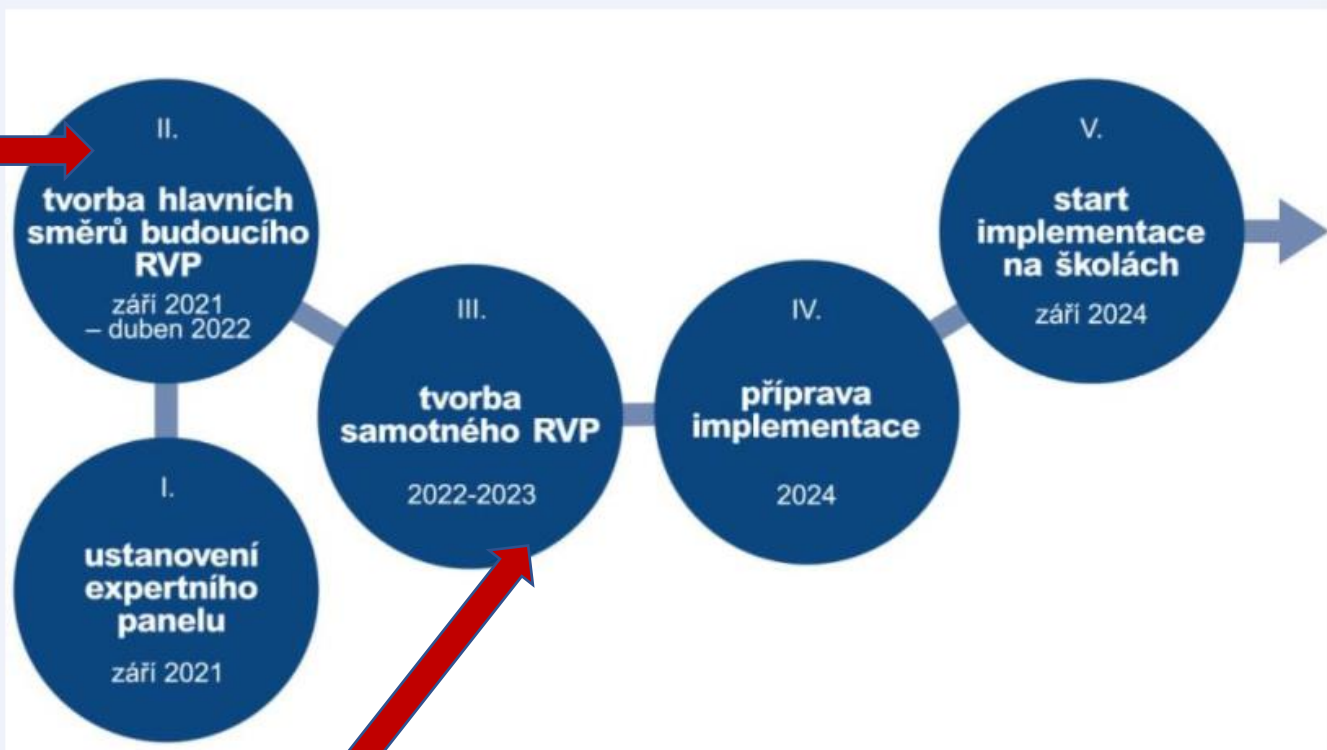 II.
tvorba hlavních
směrů budoucího
RVP
září 2021
– duben 2022
I.
ustanovení
expertního
panelu
září 2021
III.
tvorba
samotného RVP
2022-2023
IV.
příprava
implementace
2024
V.
start
implementace
na školách
září 2024